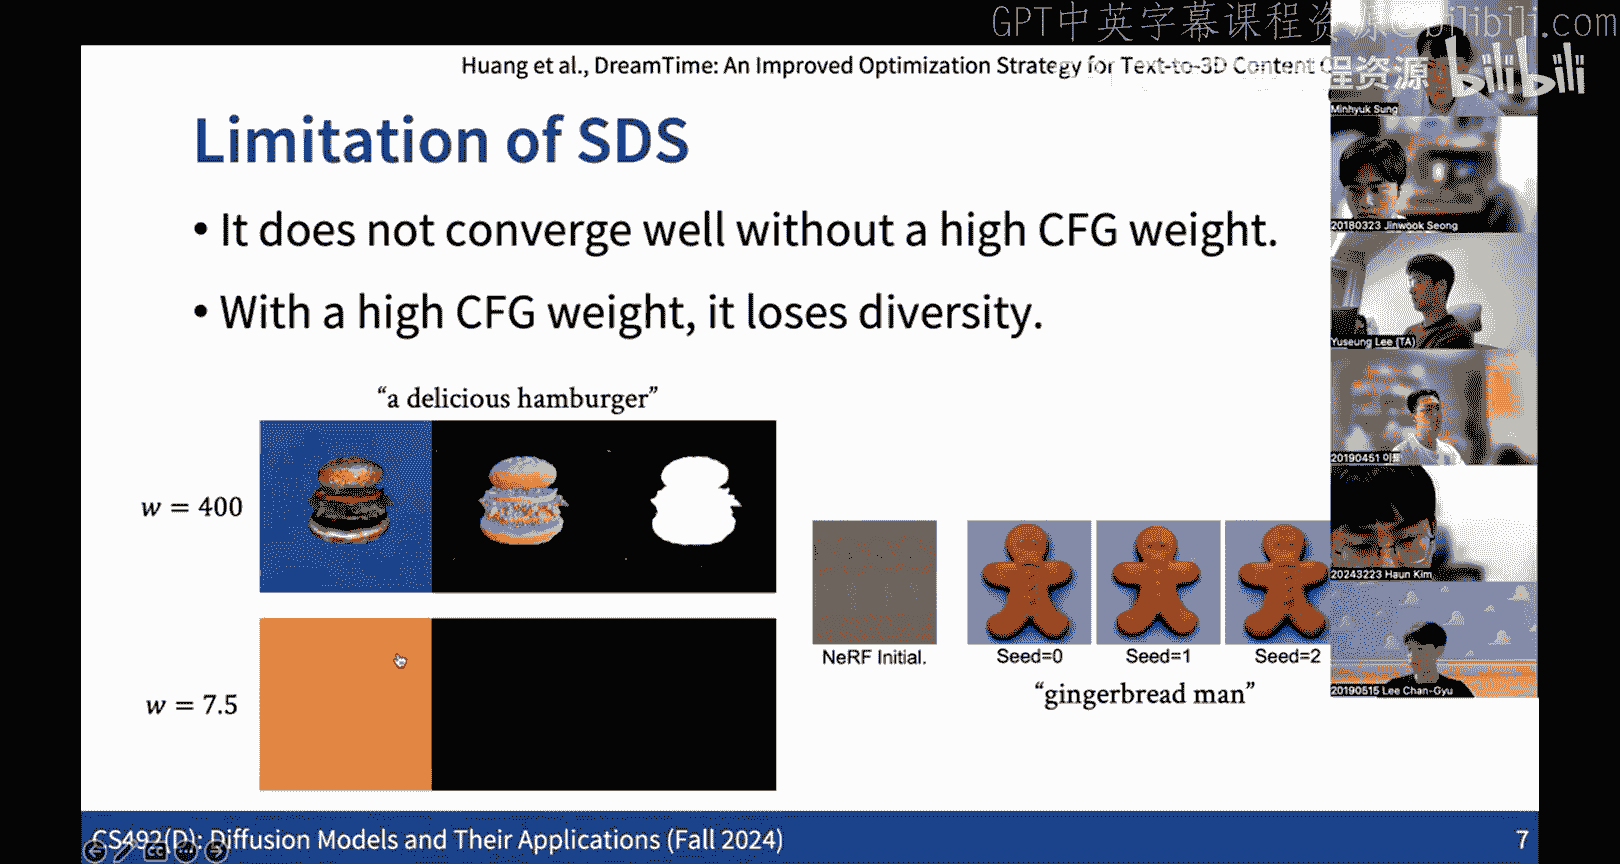 GPT中英字幕课程资源 bilibili.com
Huang et al., DreamTime: An Improved Optimization Strategy for Text-to-3D Content
程资源 bilibili
Limitation of SDS
• It does not converge well without a high CFG weight.
• With a high CFG weight, it loses diversity.
“a delicious hamburger”
w = 400
w = 7.5
NeRF Initial.
Seed=0
Seed=1
Seed=2
“gingerbread man”
Minhyuk Sung
20180323 Jinwook Seong
Yuseung Lee (TA)
20190451 이
20243223 Haun Kim
20190515 Lee Chan-Gyu
CS492(D): Diffusion Models and Their Applications (Fall 2024)
7